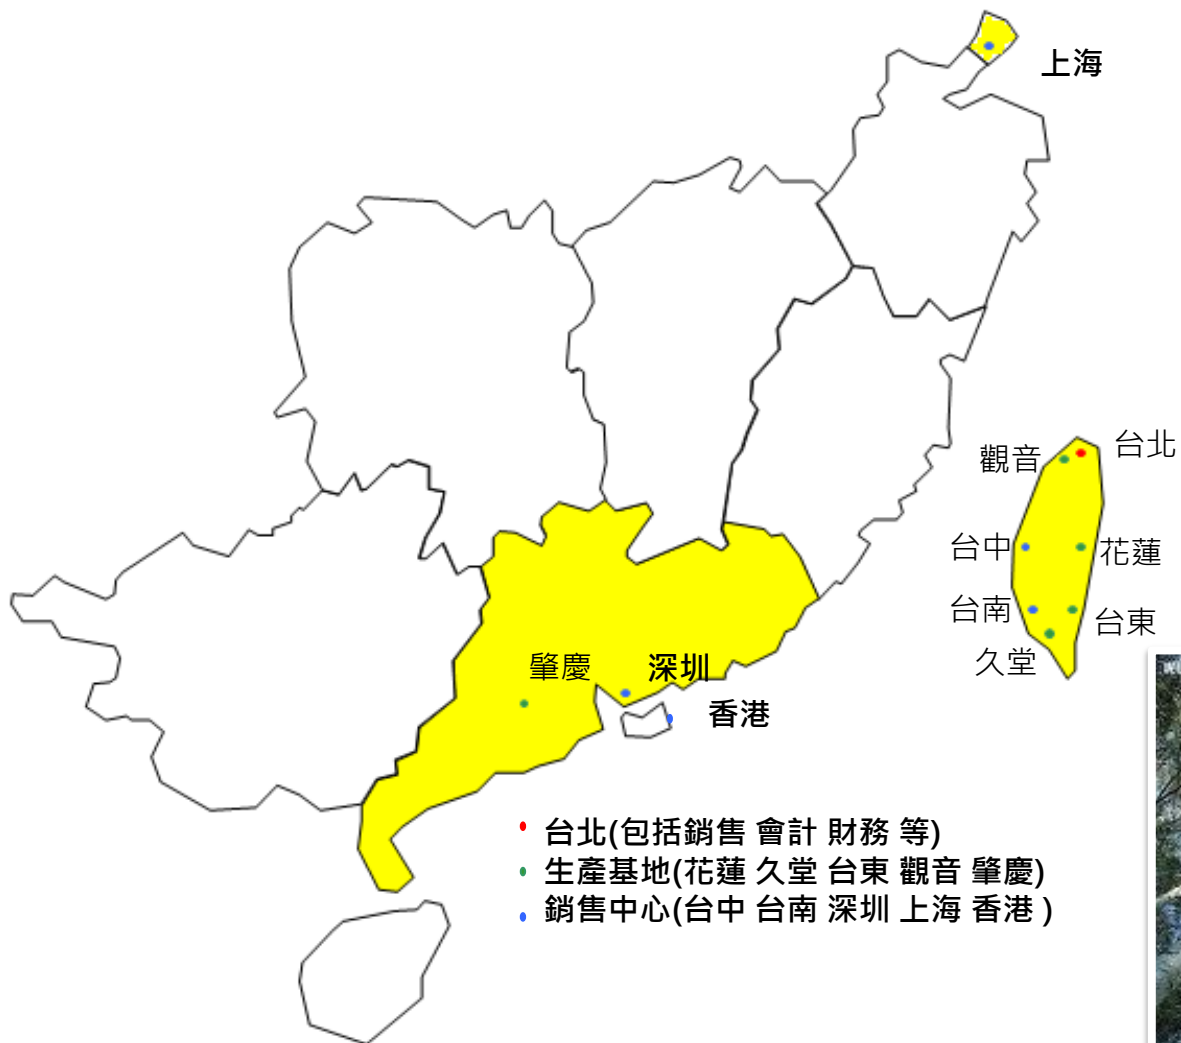 上海
台北
觀音
台中
花蓮
台南
台東
久堂
肇慶
深圳
香港
台北(包括銷售 會計 財務 等)
生產基地(花蓮 久堂 台東 觀音 肇慶)
銷售中心(台中 台南 深圳 上海 香港 )